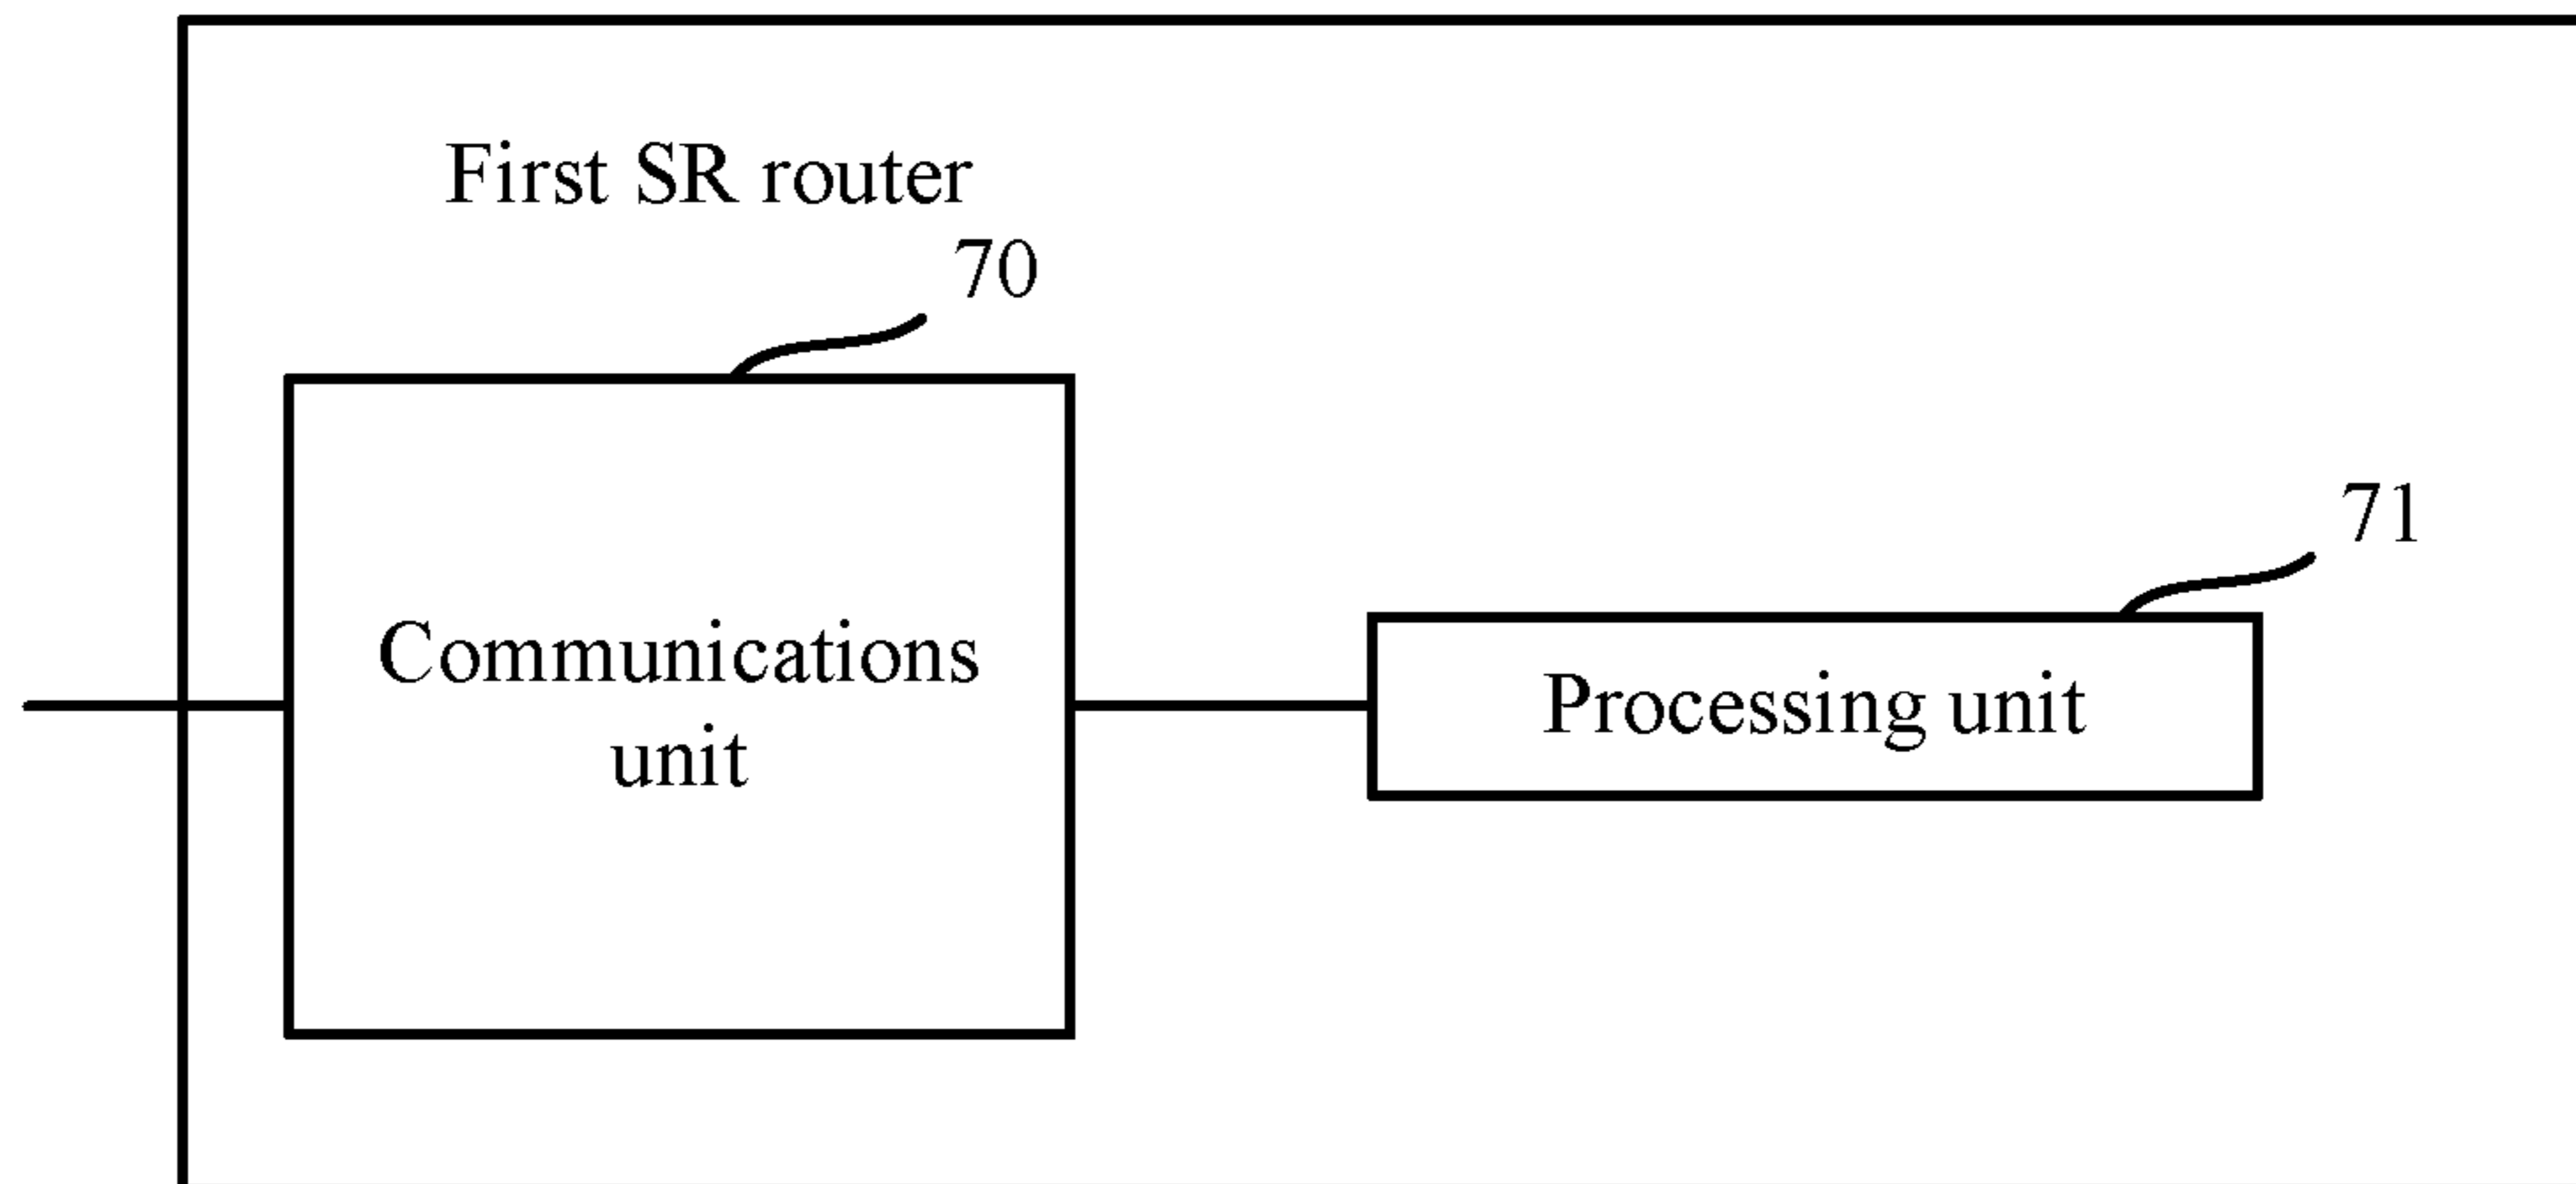 First SR router
70
Communications
unit
71
Processing unit